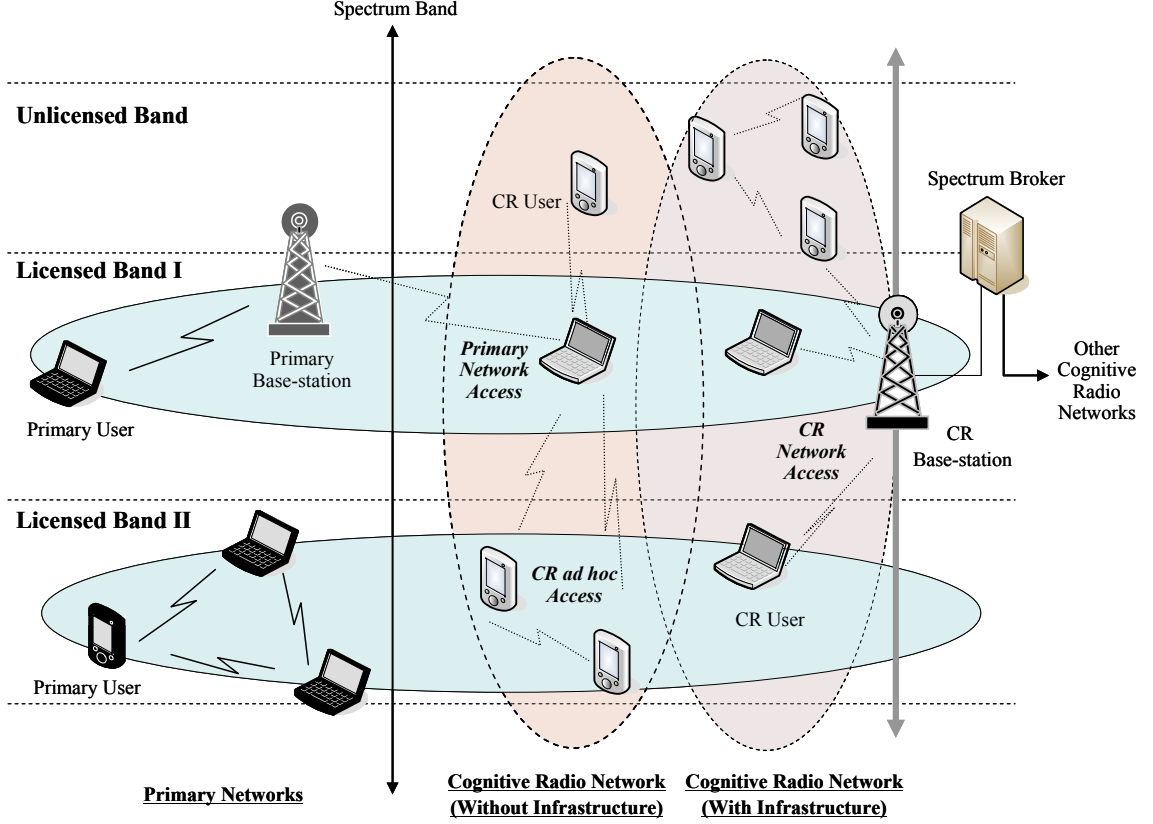 Spectrum Band
Unlicensed Band
Spectrum Broker
CR User
Licensed Band I
Primary
Base-station
Primary
Network
Access
Other
Cognitive
Radio
Networks
Primary User
CR
Network
Access
CR
Base-station
Licensed Band II
CR ad hoc
Access
CR User
Primary User
Primary Networks
Cognitive Radio Network
(Without Infrastructure)
Cognitive Radio Network
(With Infrastructure)